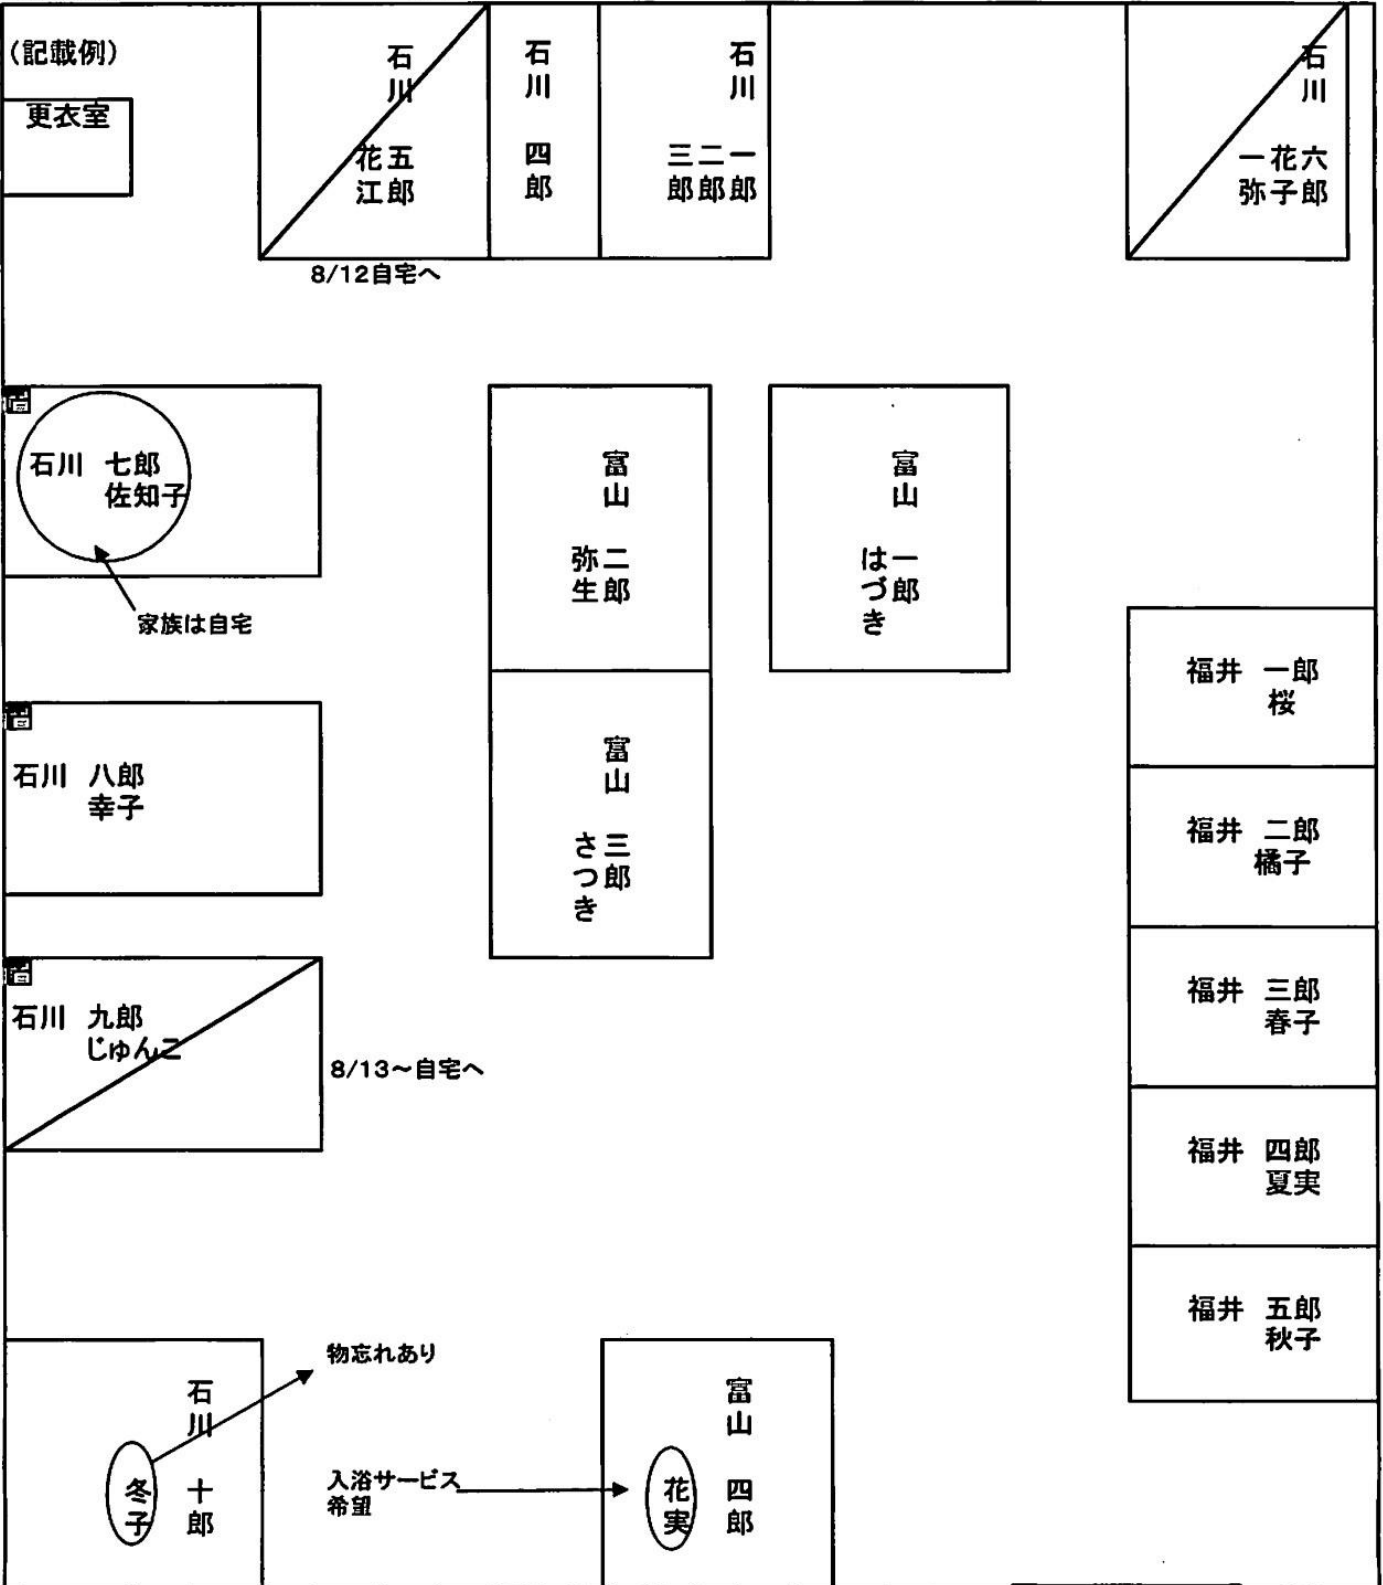 （記載例）
更衣室
石川 五郎
花江
8/12自宅へ
石川 四郎
石川 一郎
二郎
三郎
石川 六郎
花子
一弥
石川 七郎
佐知子
家族は自宅
富山 二郎
弥生
富山 一郎
はづき
石川 八郎
幸子
富山 三郎
さつき
石川 九郎
じゅんこ
8/13～自宅へ
福井 一郎
桜
福井 二郎
橘子
福井 三郎
春子
福井 四郎
夏実
福井 五郎
秋子
石川 十郎
冬子
物忘れあり
入浴サービス
希望
富山 四郎
花実